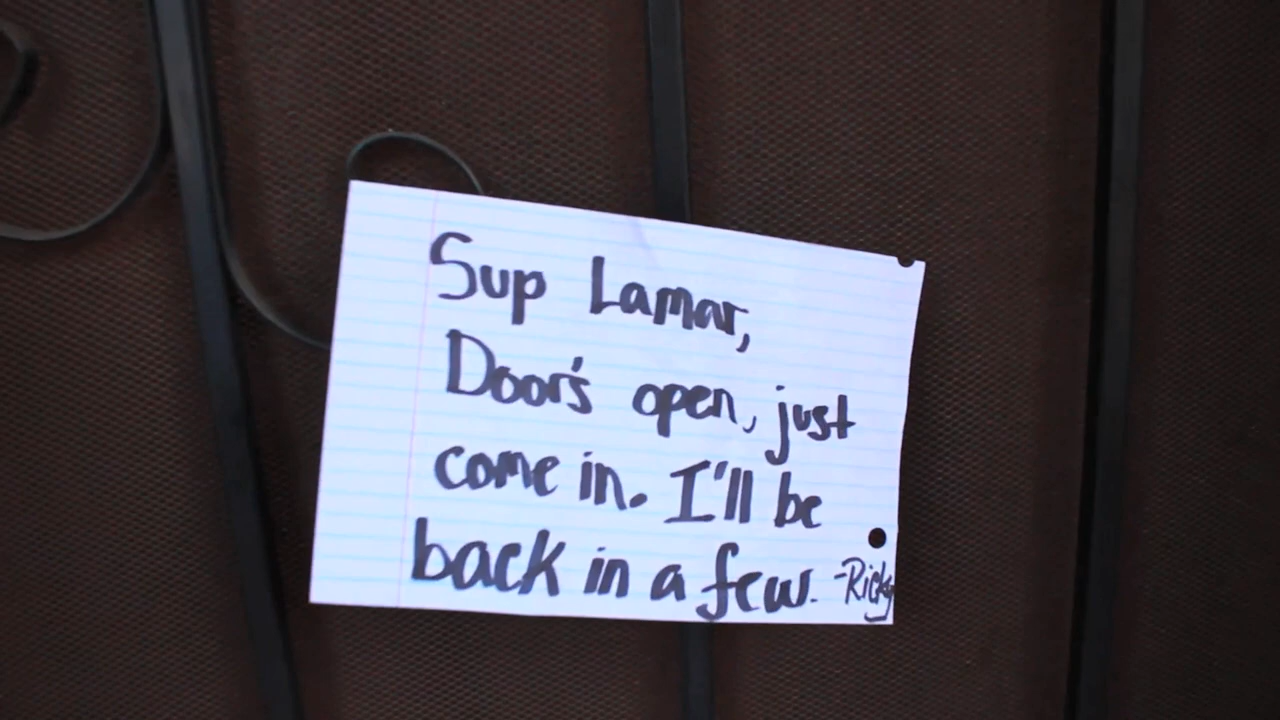 Sup Lamar,
Door's open, just
come in. I'll be
back in a few. -Ricky